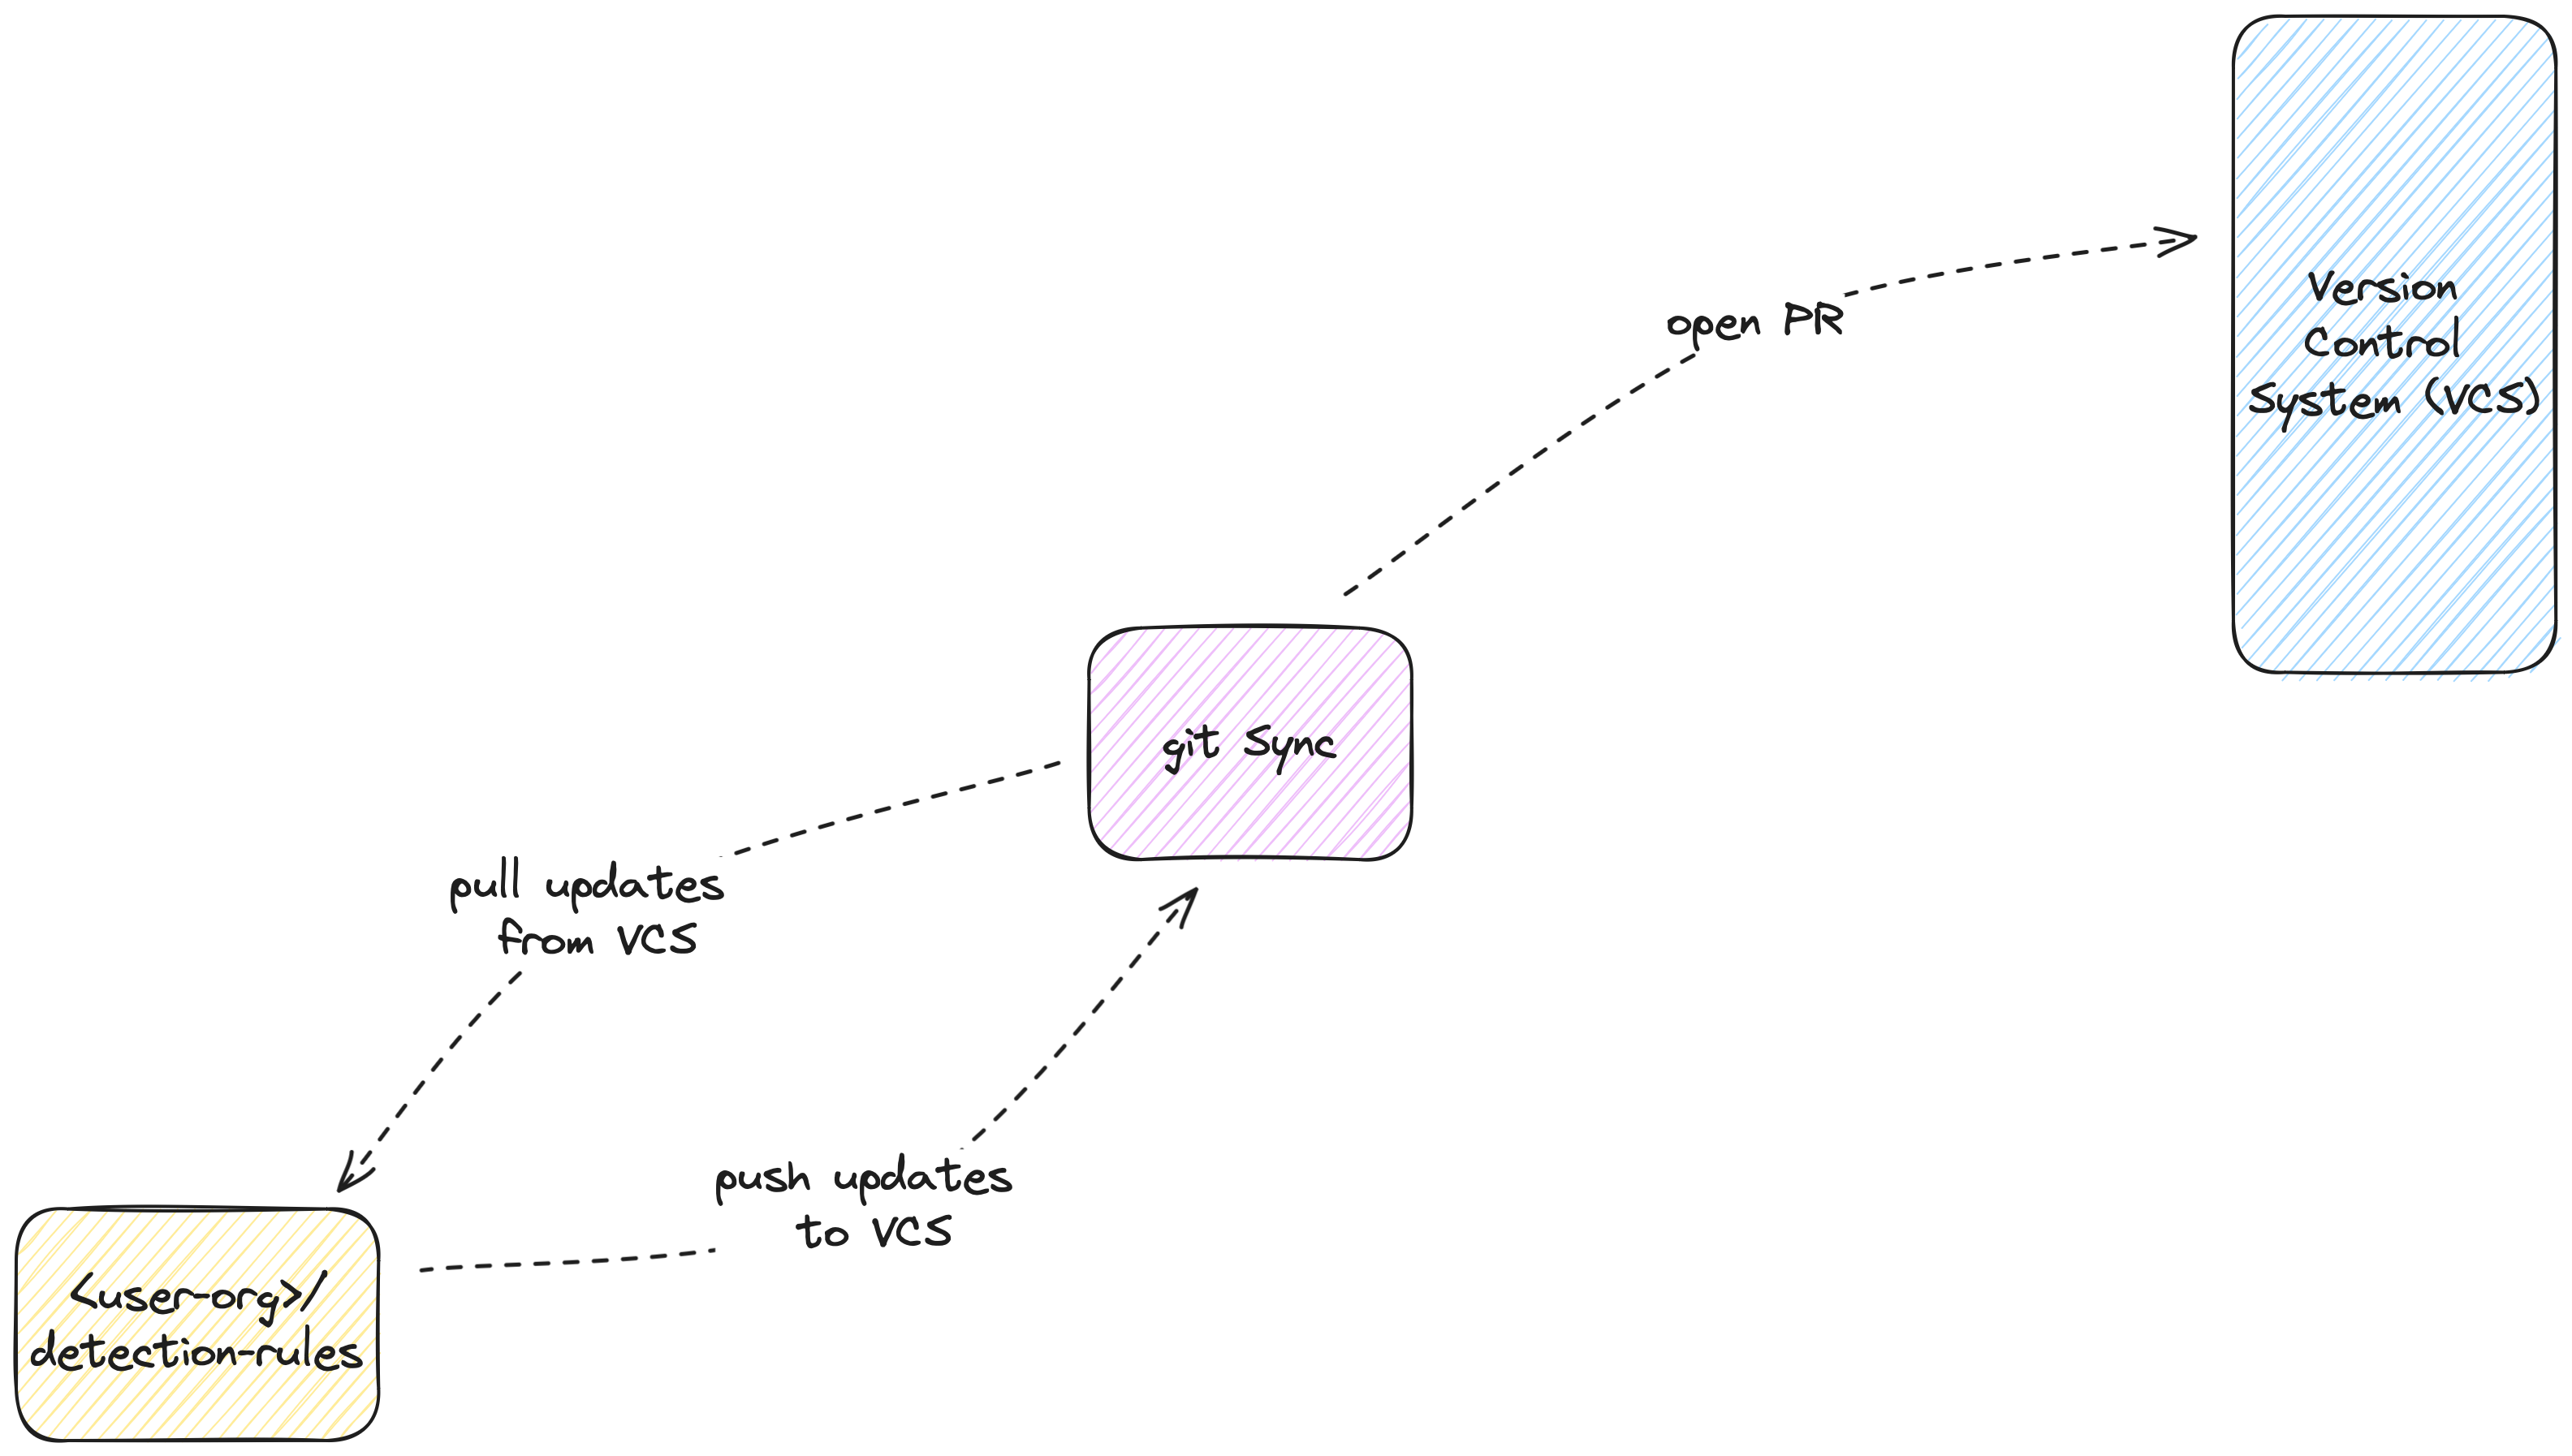 Version
Control
System (VCS)
open PR
git Sync
pull updates
from VCS
push updates
to VCS
<user-org>/
detection-rules